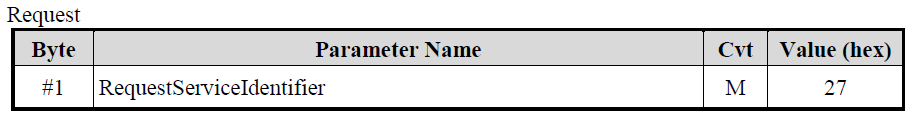 Request
Byte Parameter Name Cvt Value (hex)
#1 RequestServiceIdentifier M 27